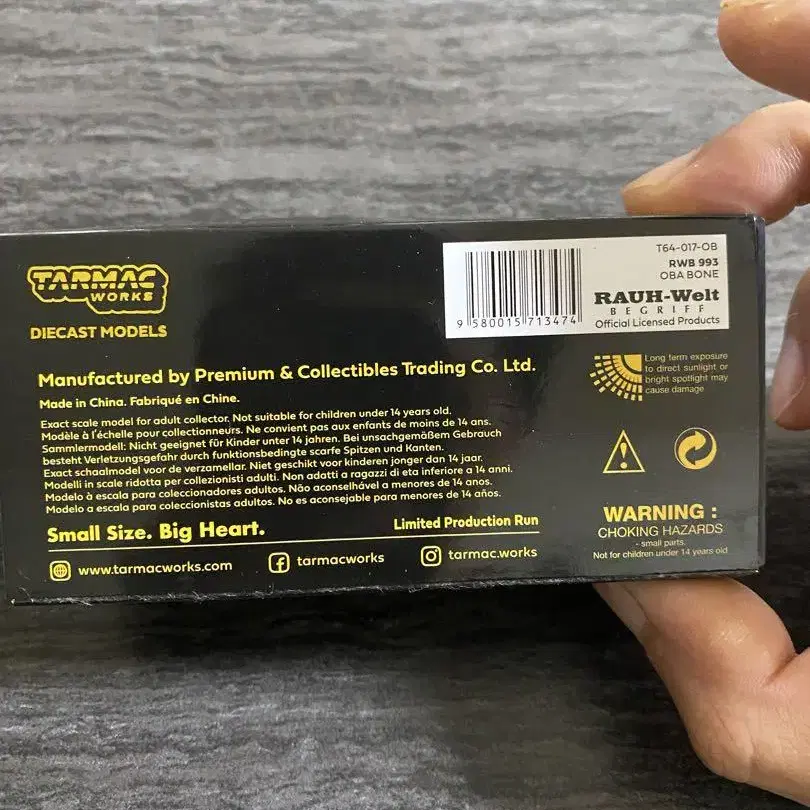 TARMAC
WORKS
DIECAST MODELS
T64-017-OB
RWB 993
OBA BONE
RAUH-Welt
BEGRIFF
Official Licensed Products
9 580015 713474
Manufactured by Premium & Collectibles Trading Co. Ltd.
Made in China. Fabriqué en Chine.
Exact scale model for adult collector. Not suitable for children under 14 years old.
Modèle à l'échelle pour collectionneurs. Ne convient pas aux enfants de moins de 14 ans.
Sammlermodell: Nicht geeignet für Kinder unter 14 jahren. Bei unsachgemäßem Gebrauch
besteht Verletzungsgefahr durch funktionsbedingte scarfe Spitzen und Kanten.
Exact schaalmodel voor de verzamellar. Niet geschikt voor kinderen jonger dan 14 jaar.
Modelli in scale ridotta per collezionisti adulti. Non adatti a ragazzi di eta inferiore a 14 anni.
Modelo à escala para coleccionadores adultos. Não aconselhável a menores de 14 anos.
Modelo a escala para coleccionistas adultos. No es aconsejable para menores de 14 años.
Small Size. Big Heart.
Limited Production Run
www.tarmacworks.com
tarmacworks
tarmac.works
Long term exposure
to direct sunlight or
bright spotlight may
cause damage
WARNING :
CHOKING HAZARDS
- small parts.
Not for children under 14 years old